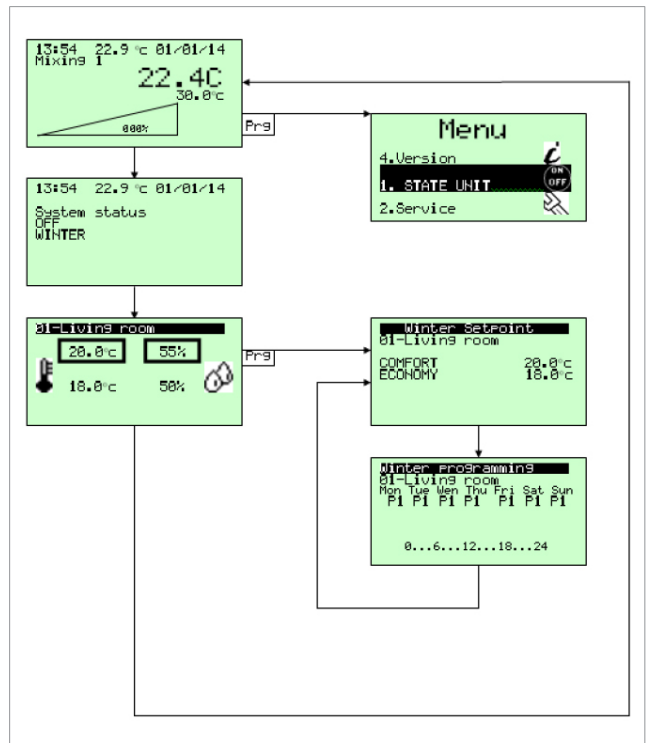 13:54 22.9 °c 01/01/14
Mixing 1
22.4C
30.0°c
000%
Prg
Menu
4.Version
i
1. STATE UNIT
ON
OFF
2.Service
13:54 22.9 °c 01/01/14
System status
OFF
WINTER
01-Living room
20.0°c 55%
18.0°c 50%
Prg
Winter Setpoint
01-Living room
COMFORT 20.0°c
ECONOMY 18.0°c
Winter programming
01-Living room
Mon Tue Wen Thu Fri Sat Sun
P1 P1 P1 P1 P1 P1 P1
0...6...12...18...24